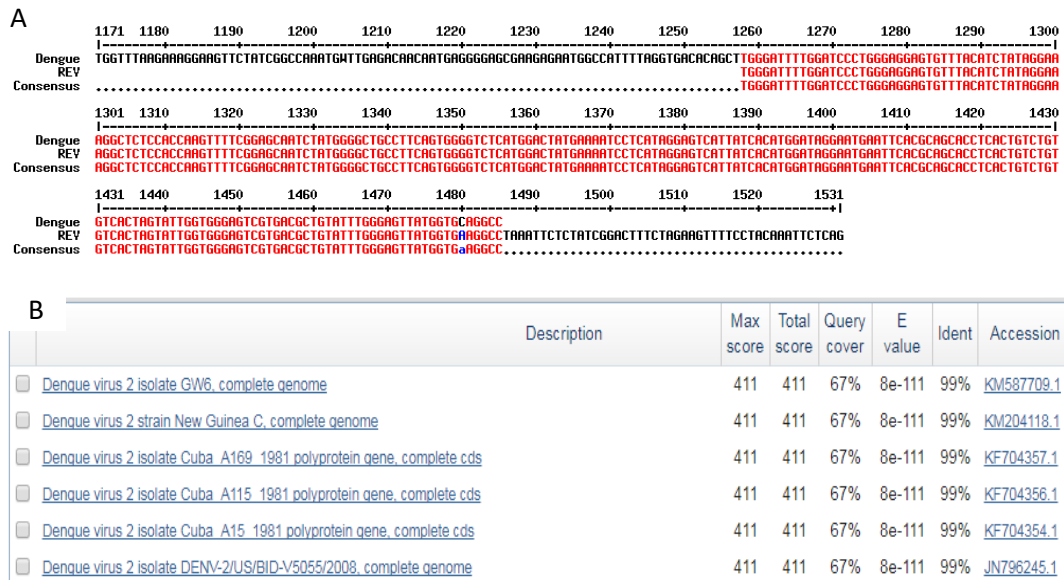 A
1171 1180 1190 1200 1210 1220 1230 1240 1250 1260 1270 1280 1290 1300
|--------+---------+---------+---------+---------+---------+---------+---------+---------+---------+---------+---------+---------|
Dengue TGGTTTAAGAAAGGAAGTTCTATCGGCCAAATGWTTGAGACAACAATGAGGGGAGCGAAGAGAATGGCCATTTTAGGTGACACAGCTTGGGATTTTGGATCCCTGGGAGGAGTGTTTACATCTATAGGAA
REY TGGGATTTTGGATCCCTGGGAGGAGTGTTTACATCTATAGGAA
Consensus .......................................................................................TGGGATTTTGGATCCCTGGGAGGAGTGTTTACATCTATAGGAA
1301 1310 1320 1330 1340 1350 1360 1370 1380 1390 1400 1410 1420 1430
|--------+---------+---------+---------+---------+---------+---------+---------+---------+---------+---------+---------+---------|
Dengue AGGCTCTCCACCAAGTTTTCGGAGCAATCTATGGGGCTGCCTTCAGTGGGGTCTCATGGACTATGAAAATCCTCATAGGAGTCATTATCACATGGATAGGAATGAATTCACGCAGCACCTCACTGTCTGT
REY AGGCTCTCCACCAAGTTTTCGGAGCAATCTATGGGGCTGCCTTCAGTGGGGTCTCATGGACTATGAAAATCCTCATAGGAGTCATTATCACATGGATAGGAATGAATTCACGCAGCACCTCACTGTCTGT
Consensus AGGCTCTCCACCAAGTTTTCGGAGCAATCTATGGGGCTGCCTTCAGTGGGGTCTCATGGACTATGAAAATCCTCATAGGAGTCATTATCACATGGATAGGAATGAATTCACGCAGCACCTCACTGTCTGT
1431 1440 1450 1460 1470 1480 1490 1500 1510 1520 1531
|--------+---------+---------+---------+---------+---------+---------+---------+---------+---------+|
Dengue GTCACTAGTATTGGTGGGAGTCGTGACGCTGTATTTGGGAGTTATGGTGCAGGCC
REY GTCACTAGTATTGGTGGGAGTCGTGACGCTGTATTTGGGAGTTATGGTGAAGGCCTAAATTCTCTATCGGACTTTCTAGAAGTTTTCCTACAAATTCTCAG
Consensus GTCACTAGTATTGGTGGGAGTCGTGACGCTGTATTTGGGAGTTATGGTGaAGGCC..............................................
B
Description Max score Total score Query cover E value Ident Accession
Dengue virus 2 isolate GW6, complete genome 411 411 67% 8e-111 99% KM587709.1
Dengue virus 2 strain New Guinea C, complete genome 411 411 67% 8e-111 99% KM204118.1
Dengue virus 2 isolate Cuba_A169_1981 polyprotein gene, complete cds 411 411 67% 8e-111 99% KF704357.1
Dengue virus 2 isolate Cuba_A115_1981 polyprotein gene, complete cds 411 411 67% 8e-111 99% KF704356.1
Dengue virus 2 isolate Cuba_A15_1981 polyprotein gene, complete cds 411 411 67% 8e-111 99% KF704354.1
Dengue virus 2 isolate DENV-2/US/BID-V5055/2008, complete genome 411 411 67% 8e-111 99% JN796245.1